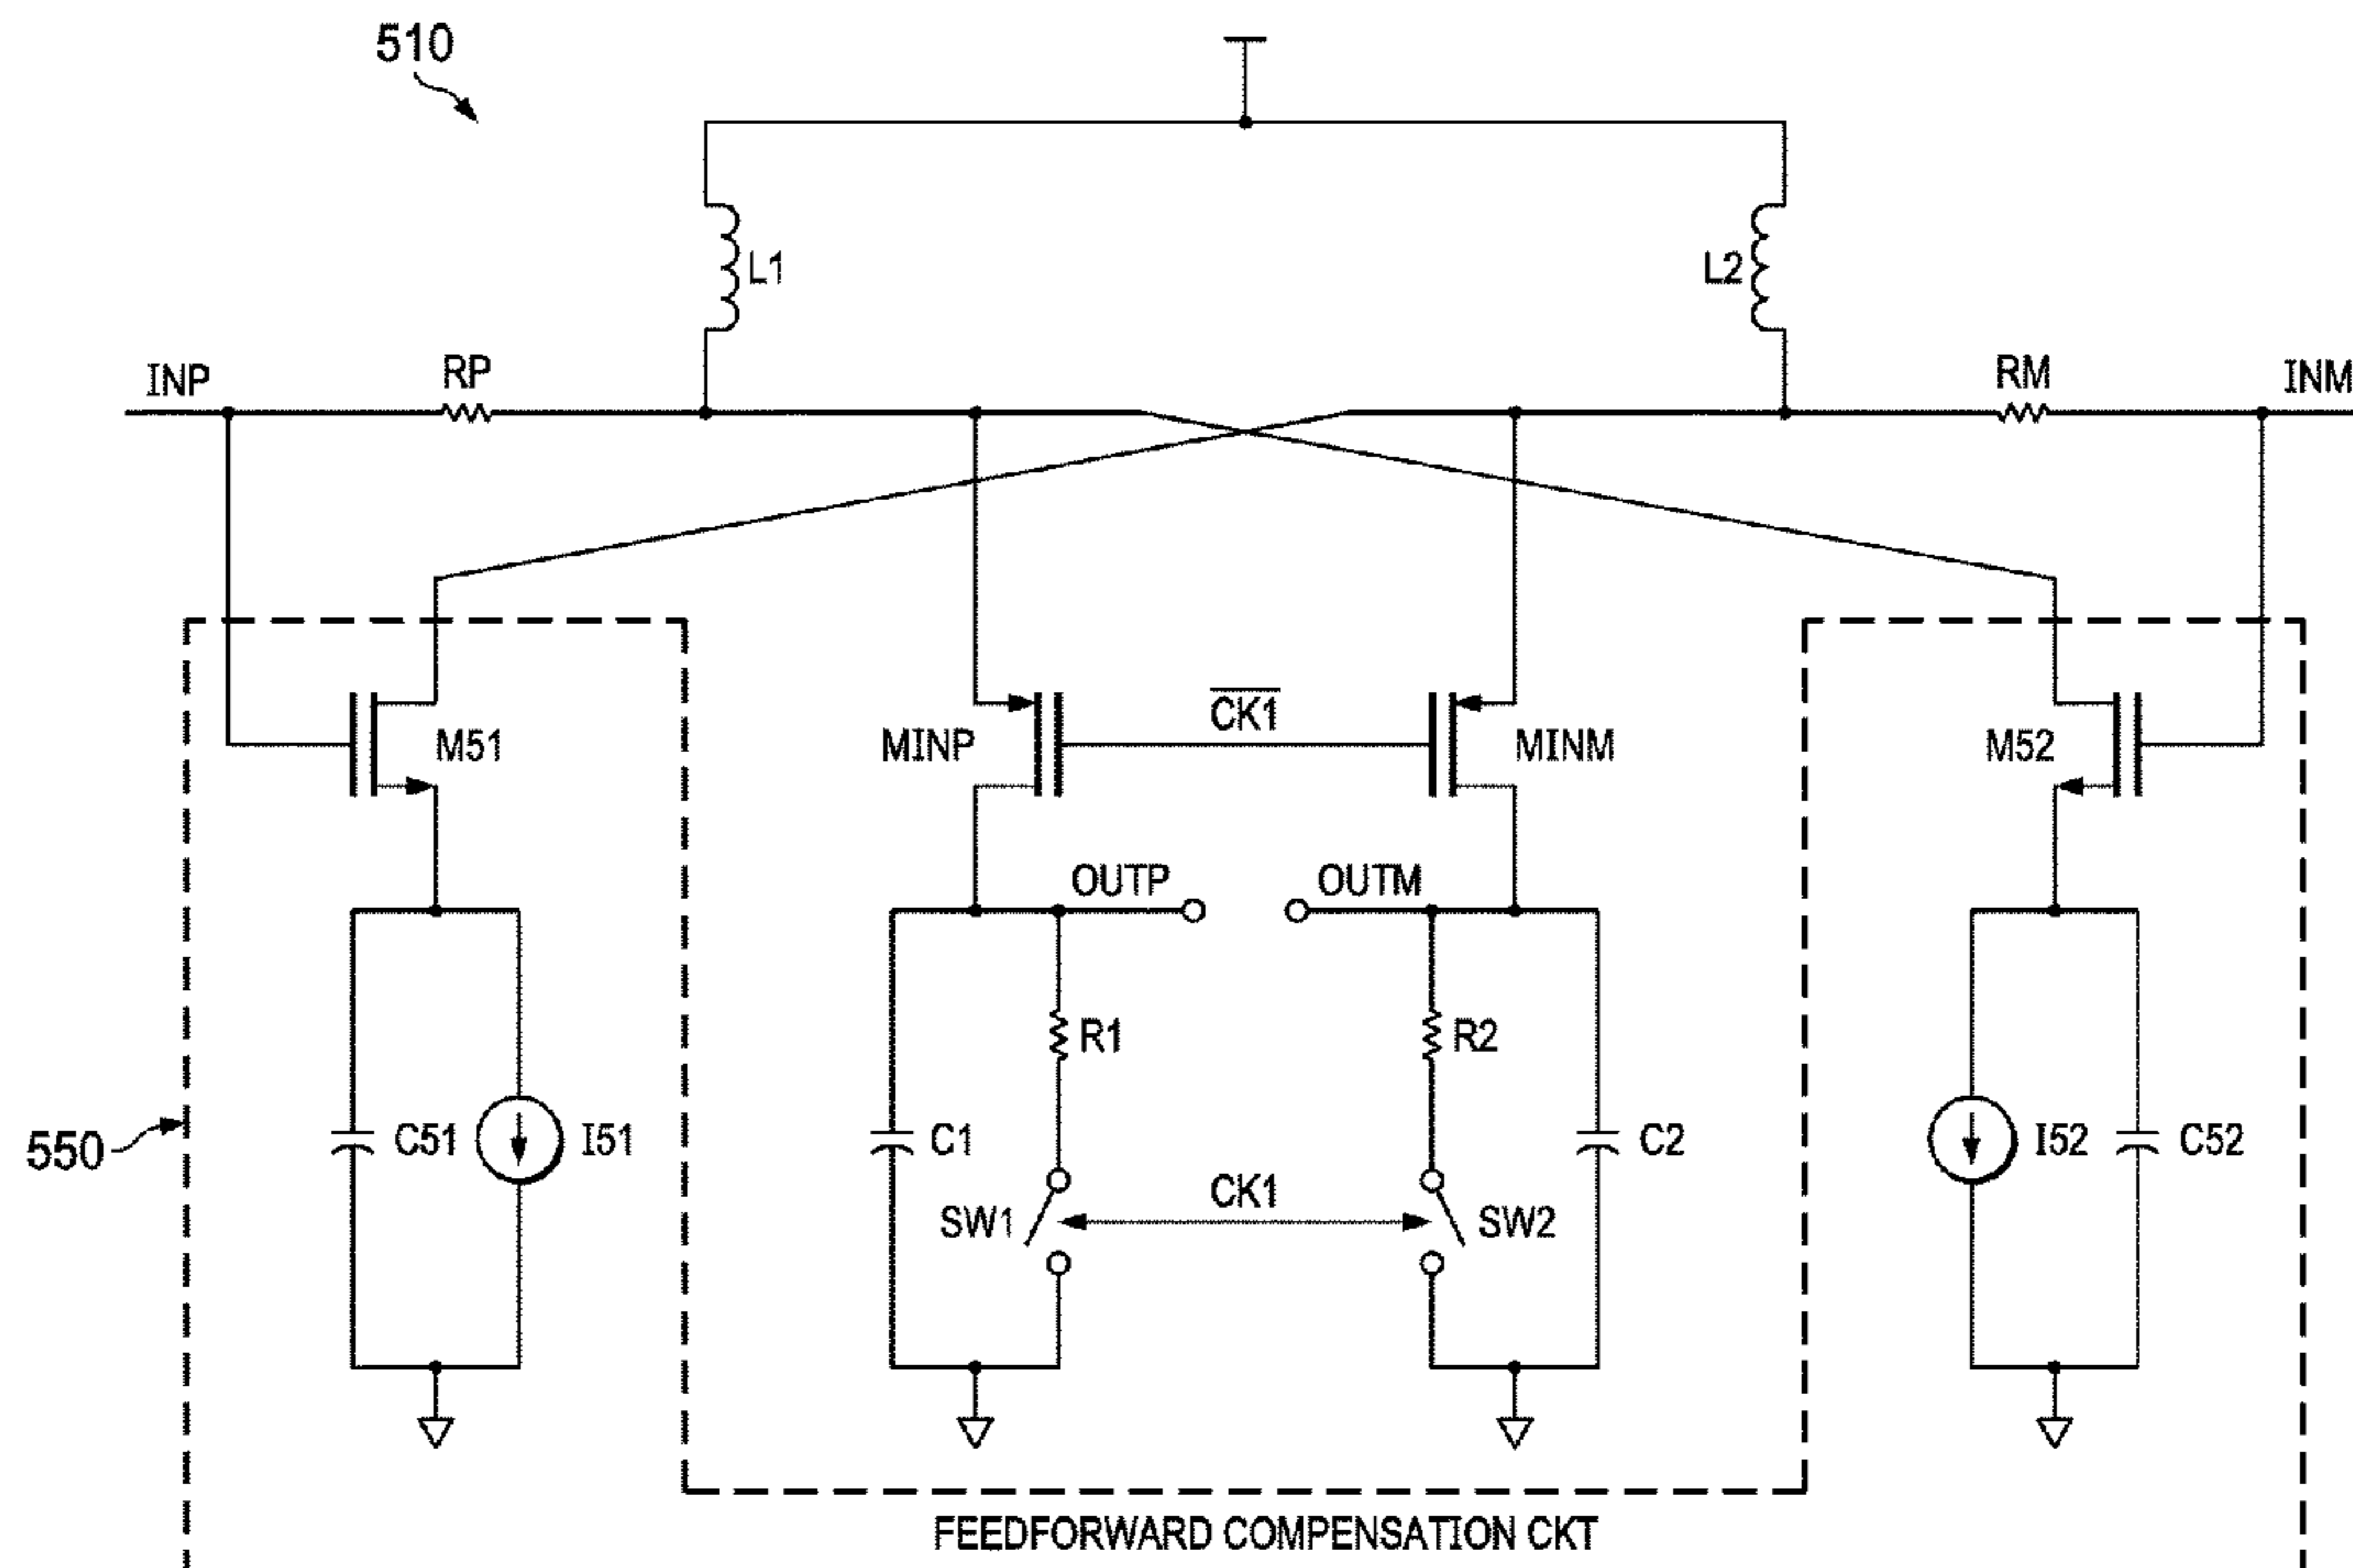 510
L1
L2
INP
RP
RM
INM
M51
MINP
C̅K̅1̅
MINM
M52
OUTP
OUTM
R1
R2
550
C51
I51
C1
SW1
CK1
SW2
C2
I52
C52
FEEDFORWARD COMPENSATION CKT